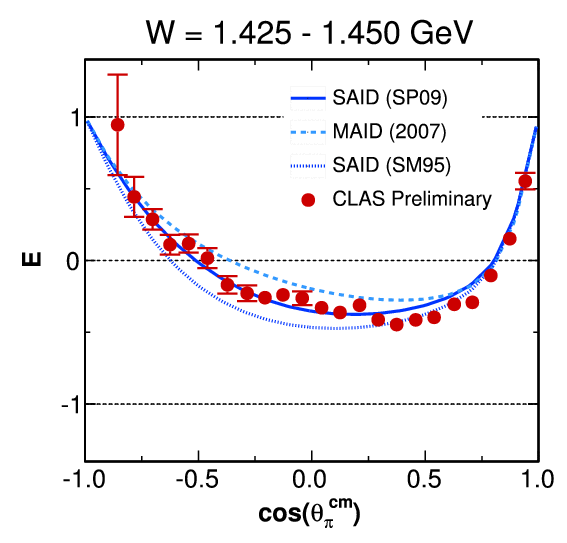 W = 1.425 - 1.450 GeV
SAID (SP09)
MAID (2007)
SAID (SM95)
CLAS Preliminary
E
1
0
-1
-1.0 -0.5 0.0 0.5 1.0
cos(θπcm)